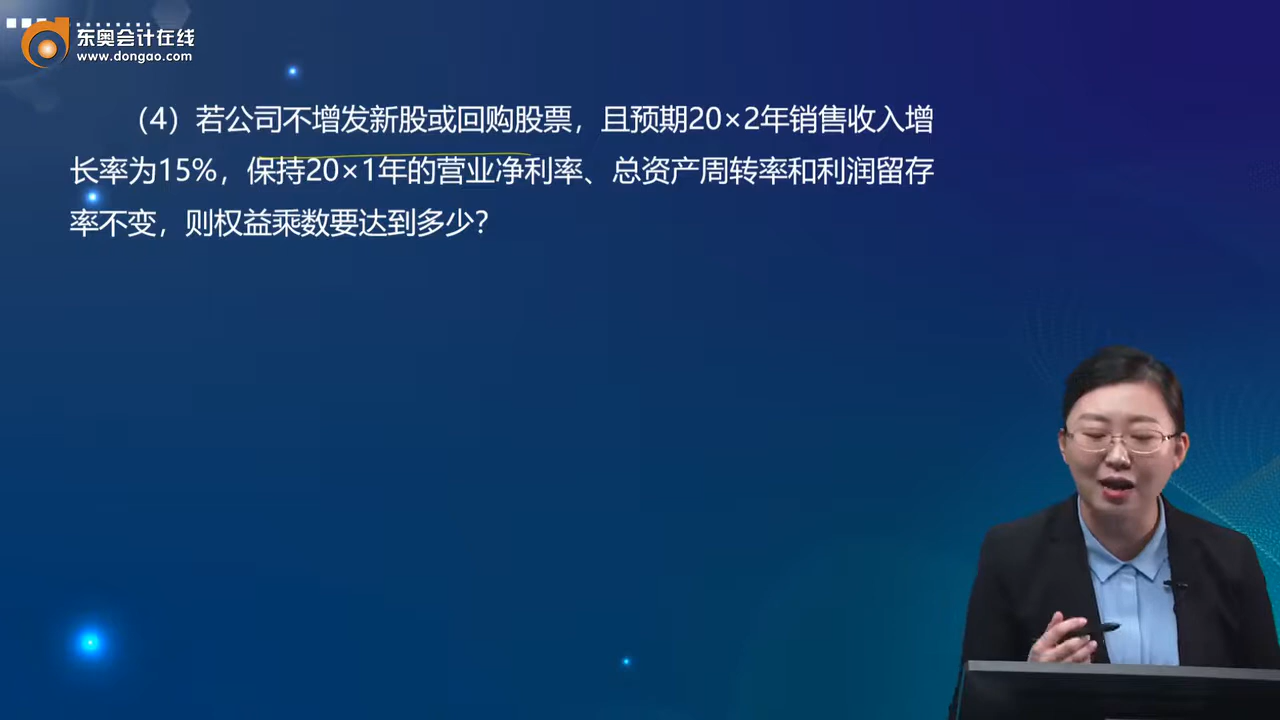 东奥会计在线
www.dongao.com
（4）若公司不增发新股或回购股票，且预期20×2年销售收入增
长率为15%，保持20×1年的营业净利率、总资产周转率和利润留存
率不变，则权益乘数要达到多少？